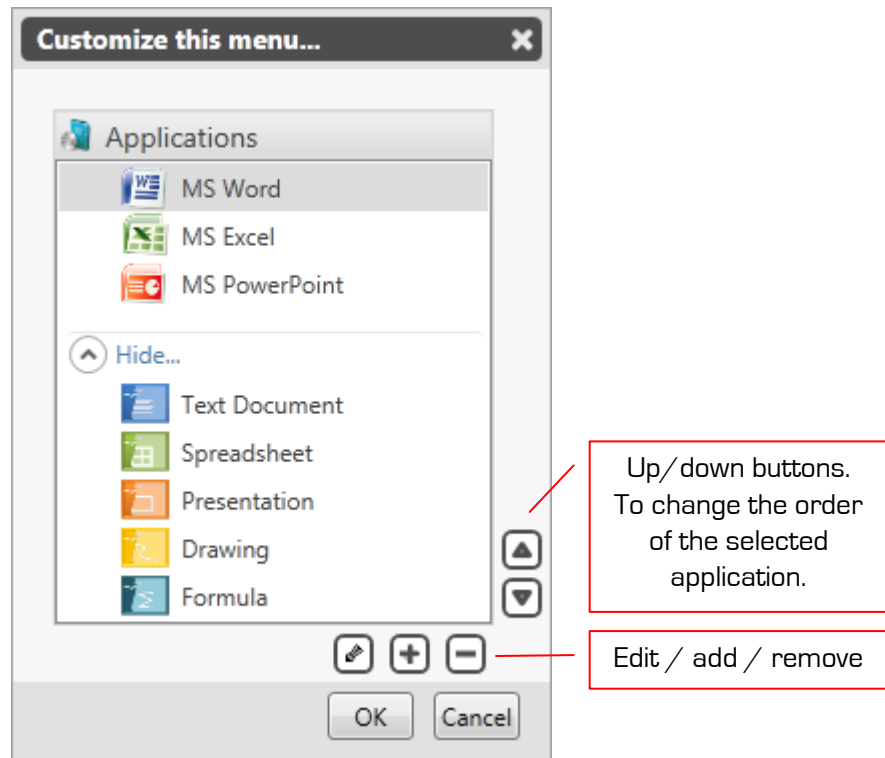 Customize this menu...
Applications
MS Word
MS Excel
MS PowerPoint
Hide...
Text Document
Spreadsheet
Presentation
Drawing
Formula
Up/down buttons.
To change the order
of the selected
application.
Edit / add / remove
OK
Cancel